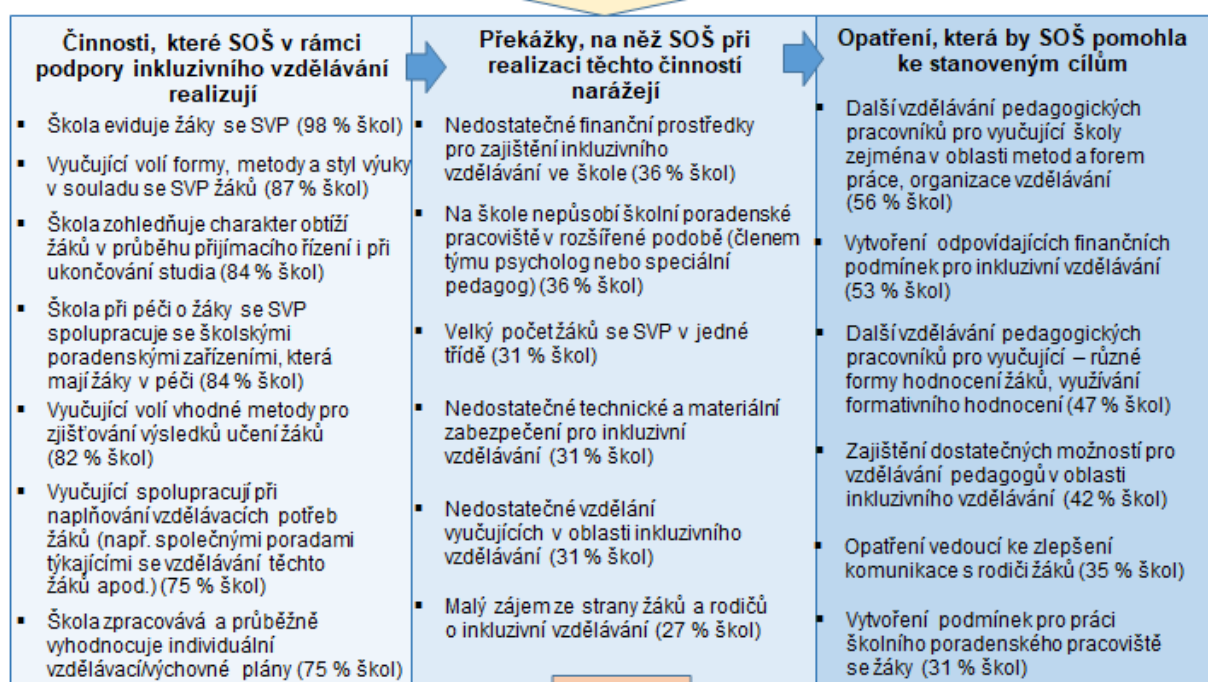 Činnosti, které SOŠ v rámci
podpory inkluzivního vzdělávání
realizují
▪ Škola eviduje žáky se SVP (98 % škol)
▪ Vyučující volí formy, metody a styl výuky
v souladu se SVP žáků (87 % škol)
▪ Škola zohledňuje charakter obtíží
žáků v průběhu přijímacího řízení i při
ukončování studia (84 % škol)
▪ Škola při péči o žáky se SVP
spolupracuje se školskými
poradenskými zařízeními, která
mají žáky v péči (84 % škol)
▪ Vyučující volí vhodné metody pro
zjišťování výsledků učení žáků
(82 % škol)
▪ Vyučující spolupracují při
naplňování vzdělávacích potřeb
žáků (např. společnými poradami
týkajícími se vzdělávání těchto
žáků apod.) (75 % škol)
▪ Škola zpracovává a průběžně
vyhodnocuje individuální
vzdělávací/výchovné plány (75 % škol)
Překážky, na něž SOŠ při
realizaci těchto činností
narážejí
▪ Nedostatečné finanční prostředky
pro zajištění inkluzivního
vzdělávání ve škole (36 % škol)
▪ Na škole nepůsobí školní poradenské
pracoviště v rozšířené podobě (členem
týmu psycholog nebo speciální
pedagog) (36 % škol)
▪ Velký počet žáků se SVP v jedné
třídě (31 % škol)
▪ Nedostatečné technické a materiální
zabezpečení pro inkluzivní
vzdělávání (31 % škol)
▪ Nedostatečné vzdělání
vyučujících v oblasti inkluzivního
vzdělávání (31 % škol)
▪ Malý zájem ze strany žáků a rodičů
o inkluzivní vzdělávání (27 % škol)
Opatření, která by SOŠ pomohla
ke stanoveným cílům
▪ Další vzdělávání pedagogických
pracovníků pro vyučující školy
zejména v oblasti metod a forem
práce, organizace vzdělávání
(56 % škol)
▪ Vytvoření odpovídajících finančních
podmínek pro inkluzivní vzdělávání
(53 % škol)
▪ Další vzdělávání pedagogických
pracovníků pro vyučující – různé
formy hodnocení žáků, využívání
formativního hodnocení (47 % škol)
▪ Zajištění dostatečných možností pro
vzdělávání pedagogů v oblasti
inkluzivního vzdělávání (42 % škol)
▪ Opatření vedoucí ke zlepšení
komunikace s rodiči žáků (35 % škol)
▪ Vytvoření podmínek pro práci
školního poradenského pracoviště
se žáky (31 % škol)